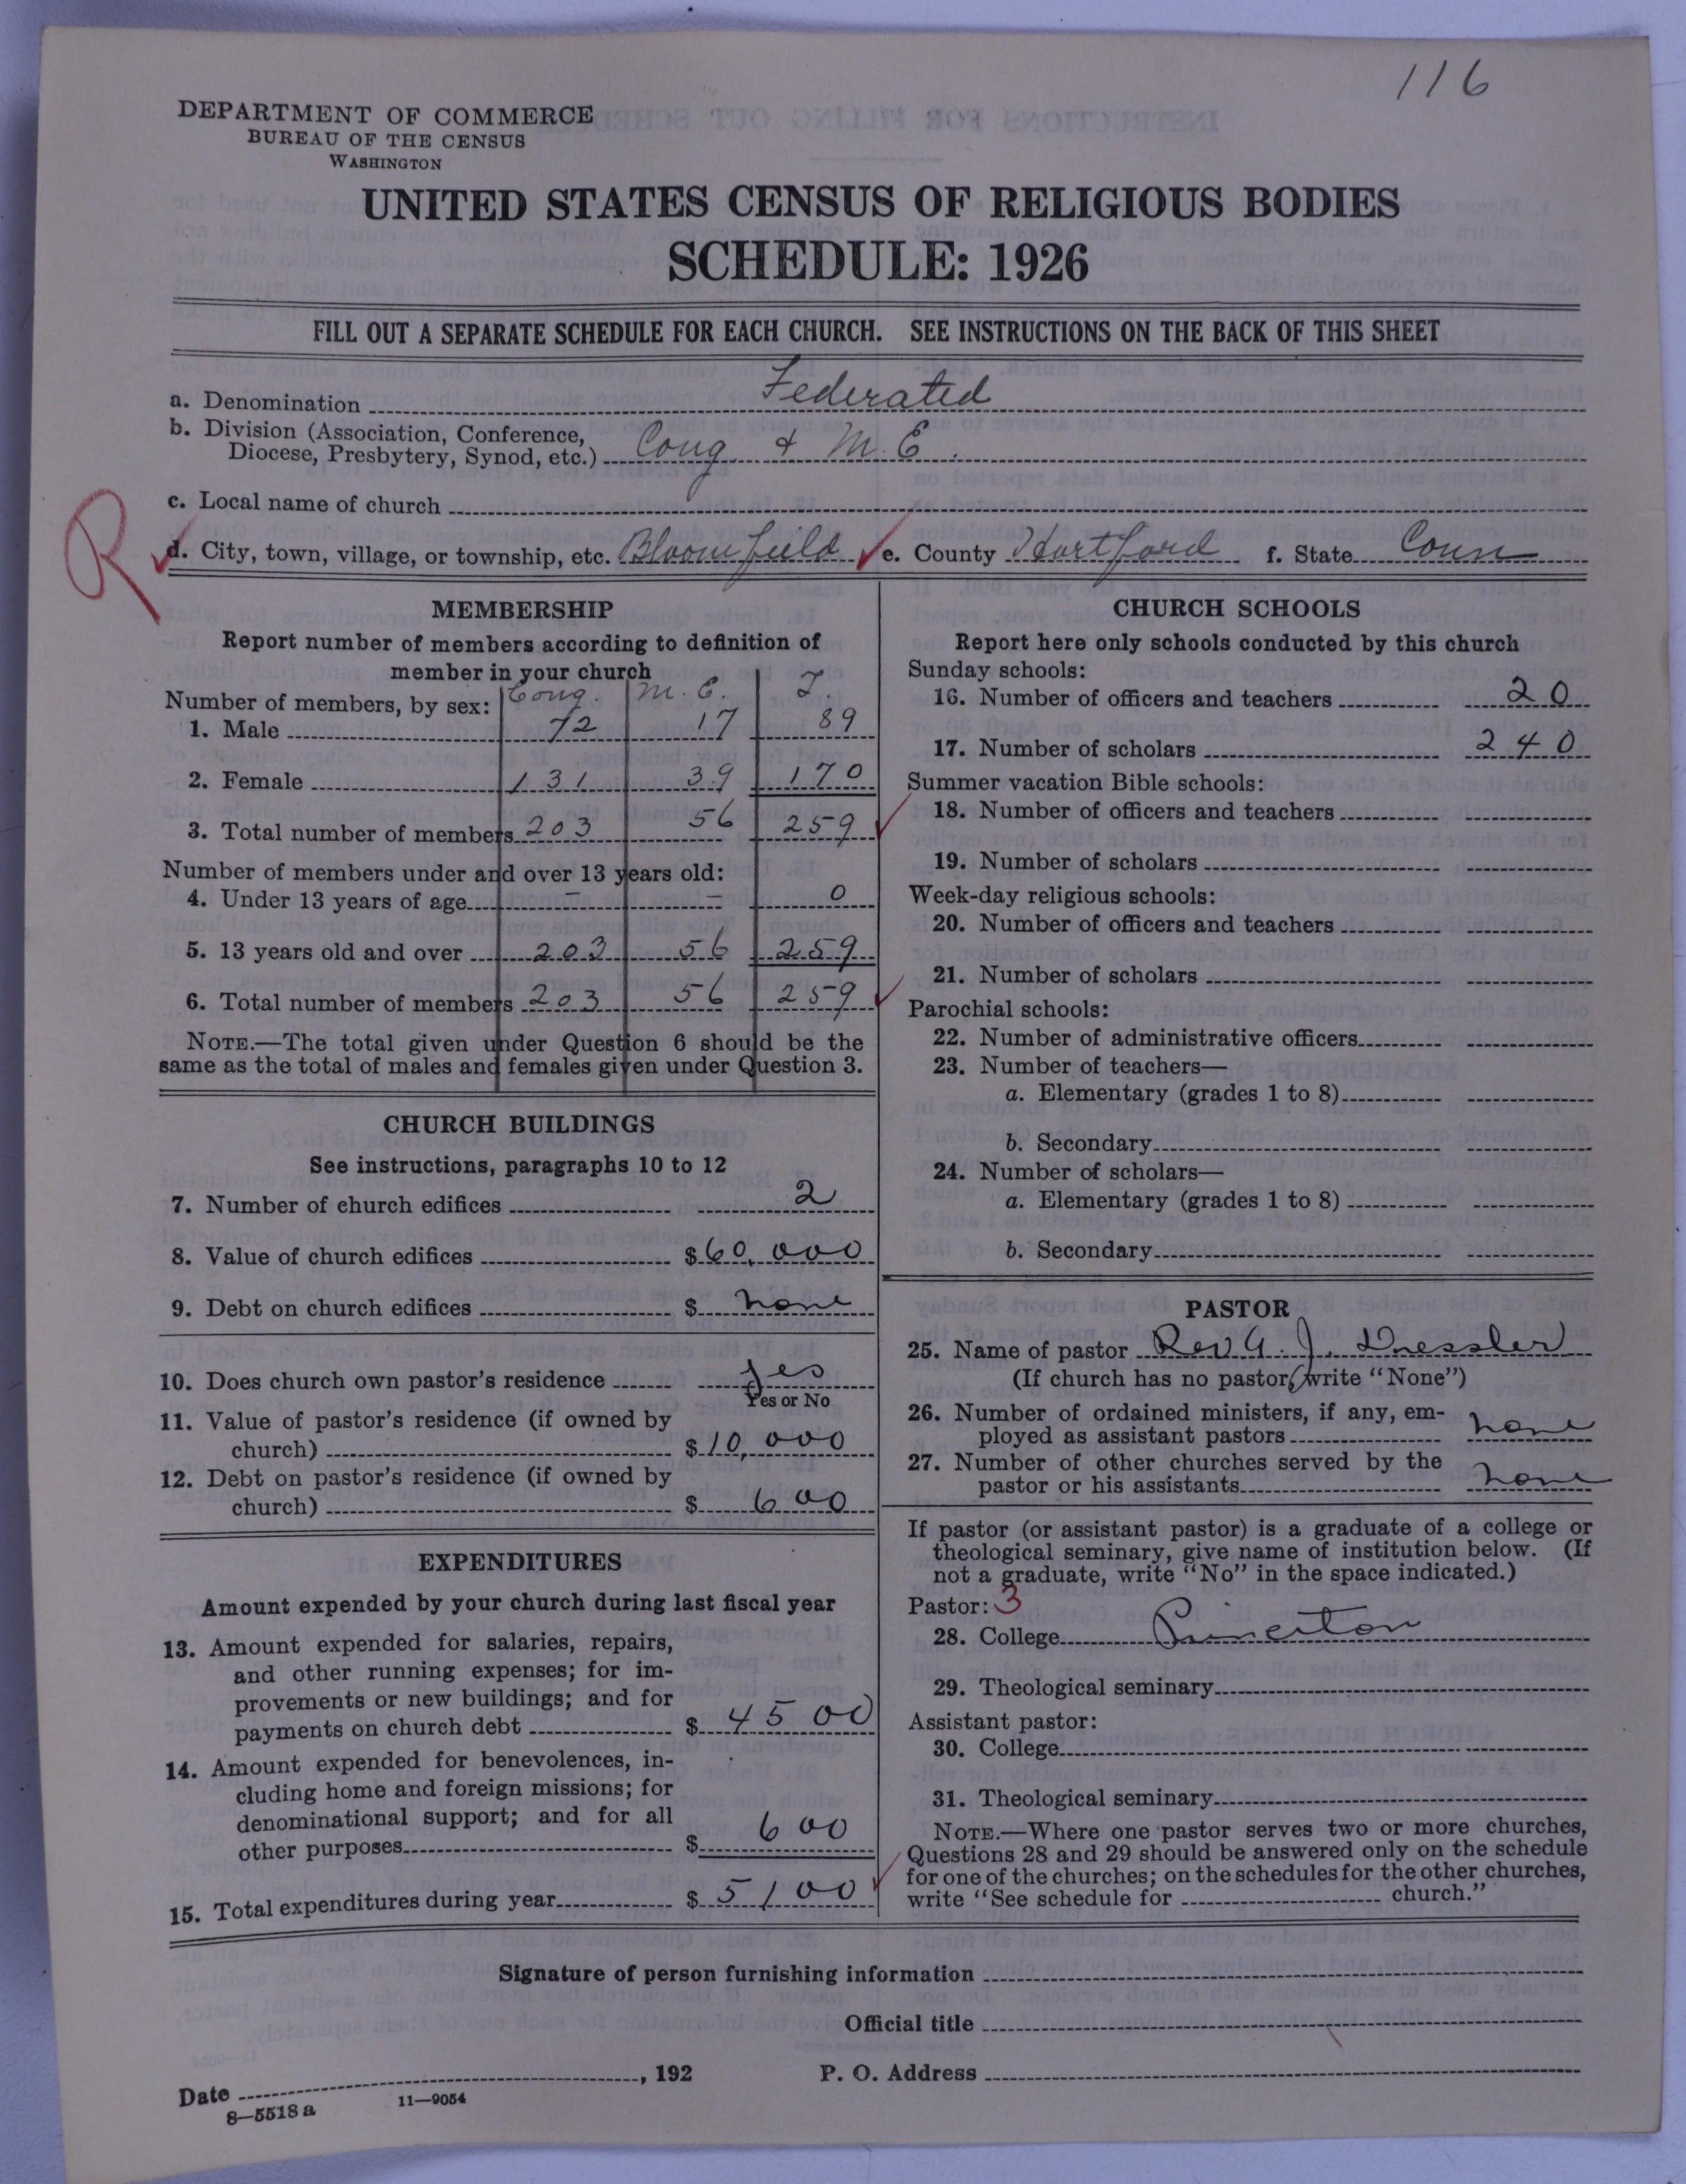 116
DEPARTMENT OF COMMERCE
BUREAU OF THE CENSUS
WASHINGTON
UNITED STATES CENSUS OF RELIGIOUS BODIES
SCHEDULE: 1926
FILL OUT A SEPARATE SCHEDULE FOR EACH CHURCH. SEE INSTRUCTIONS ON THE BACK OF THIS SHEET
a. Denomination Federated
b. Division (Association, Conference,
Diocese, Presbytery, Synod, etc.) Cong & M. E.
c. Local name of church
R
d. City, town, village, or township, etc. Bloomfield e. County Hartford f. State Conn
MEMBERSHIP
Report number of members according to definition of
member in your church
Number of members, by sex: Cong. M. E. T.
1. Male 72 17 89
2. Female 131 39 170
3. Total number of members 203 56 259
Number of members under and over 13 years old:
4. Under 13 years of age – – 0
5. 13 years old and over 203 56 259
6. Total number of members 203 56 259
NOTE.—The total given under Question 6 should be the
same as the total of males and females given under Question 3.
CHURCH BUILDINGS
See instructions, paragraphs 10 to 12
7. Number of church edifices 2
8. Value of church edifices $ 60,000
9. Debt on church edifices $ none
10. Does church own pastor's residence yes
Yes or No
11. Value of pastor's residence (if owned by
church) $ 10,000
12. Debt on pastor's residence (if owned by
church) $ 600
EXPENDITURES
Amount expended by your church during last fiscal year
13. Amount expended for salaries, repairs,
and other running expenses; for im-
provements or new buildings; and for
payments on church debt $ 4500
14. Amount expended for benevolences, in-
cluding home and foreign missions; for
denominational support; and for all
other purposes $ 600
15. Total expenditures during year $ 5100
CHURCH SCHOOLS
Report here only schools conducted by this church
Sunday schools:
16. Number of officers and teachers 20
17. Number of scholars 240
Summer vacation Bible schools:
18. Number of officers and teachers
19. Number of scholars
Week-day religious schools:
20. Number of officers and teachers
21. Number of scholars
Parochial schools:
22. Number of administrative officers
23. Number of teachers—
a. Elementary (grades 1 to 8)
b. Secondary
24. Number of scholars—
a. Elementary (grades 1 to 8)
b. Secondary
PASTOR
25. Name of pastor Rev G. J. Dressler
(If church has no pastor, write "None")
26. Number of ordained ministers, if any, em-
ployed as assistant pastors none
27. Number of other churches served by the
pastor or his assistants none
If pastor (or assistant pastor) is a graduate of a college or
theological seminary, give name of institution below. (If
not a graduate, write "No" in the space indicated.)
Pastor: 3
28. College Princeton
29. Theological seminary
Assistant pastor:
30. College
31. Theological seminary
NOTE.—Where one pastor serves two or more churches,
Questions 28 and 29 should be answered only on the schedule
for one of the churches; on the schedules for the other churches,
write "See schedule for church."
Signature of person furnishing information
Official title
Date , 192 P. O. Address
8—5518 a 11—9054